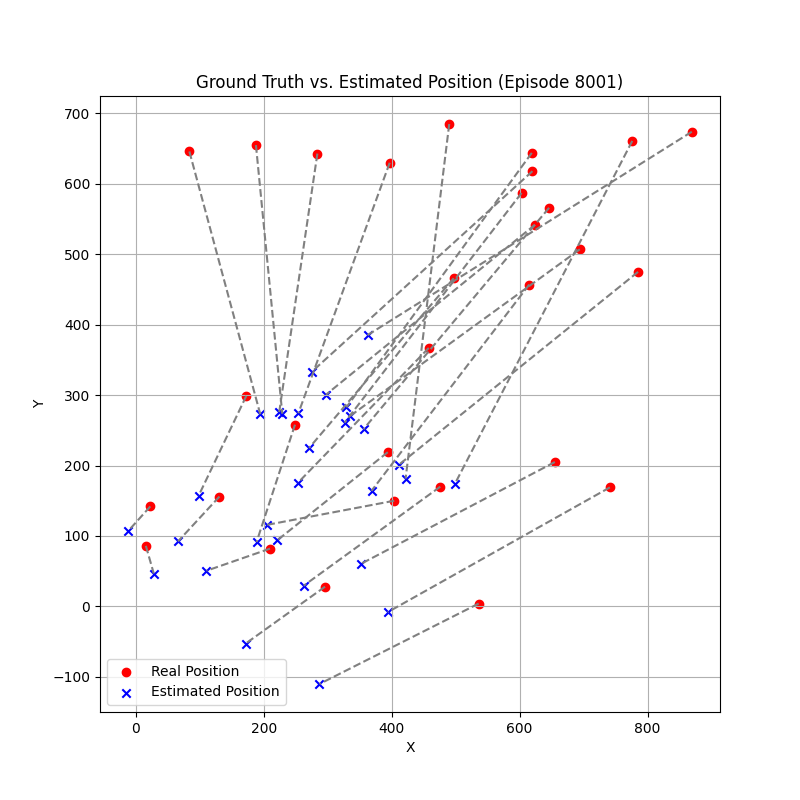 Ground Truth vs. Estimated Position (Episode 8001)
700
600
500
400
300
200
100
0
−100
Y
0 200 400 600 800
X
Real Position
Estimated Position